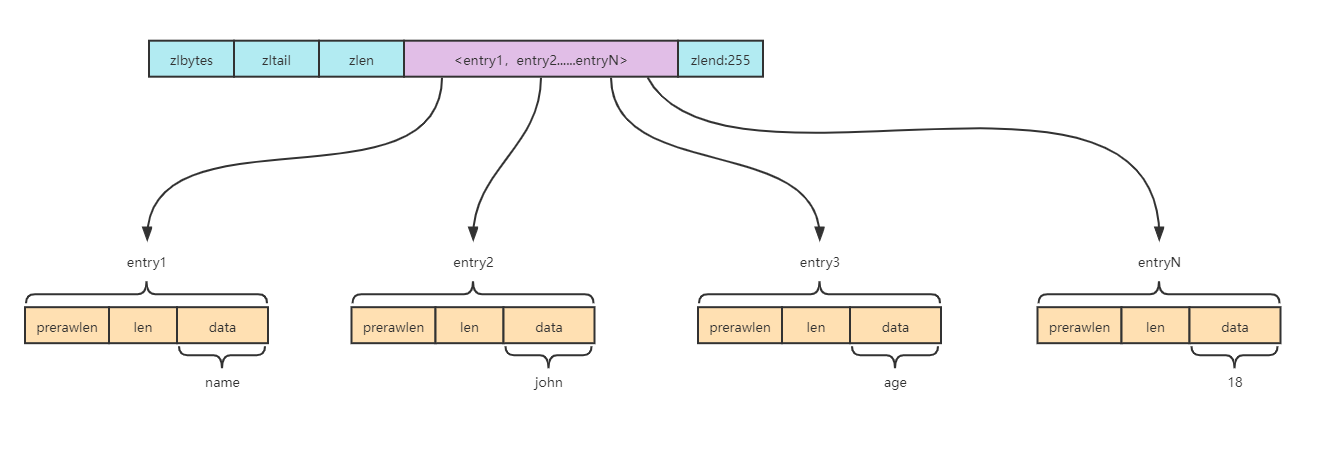 zlbytes zltail zlen <entry1，entry2......entryN> zlend:255
entry1 entry2 entry3 entryN
prerawlen len data prerawlen len data prerawlen len data prerawlen len data
name john age 18